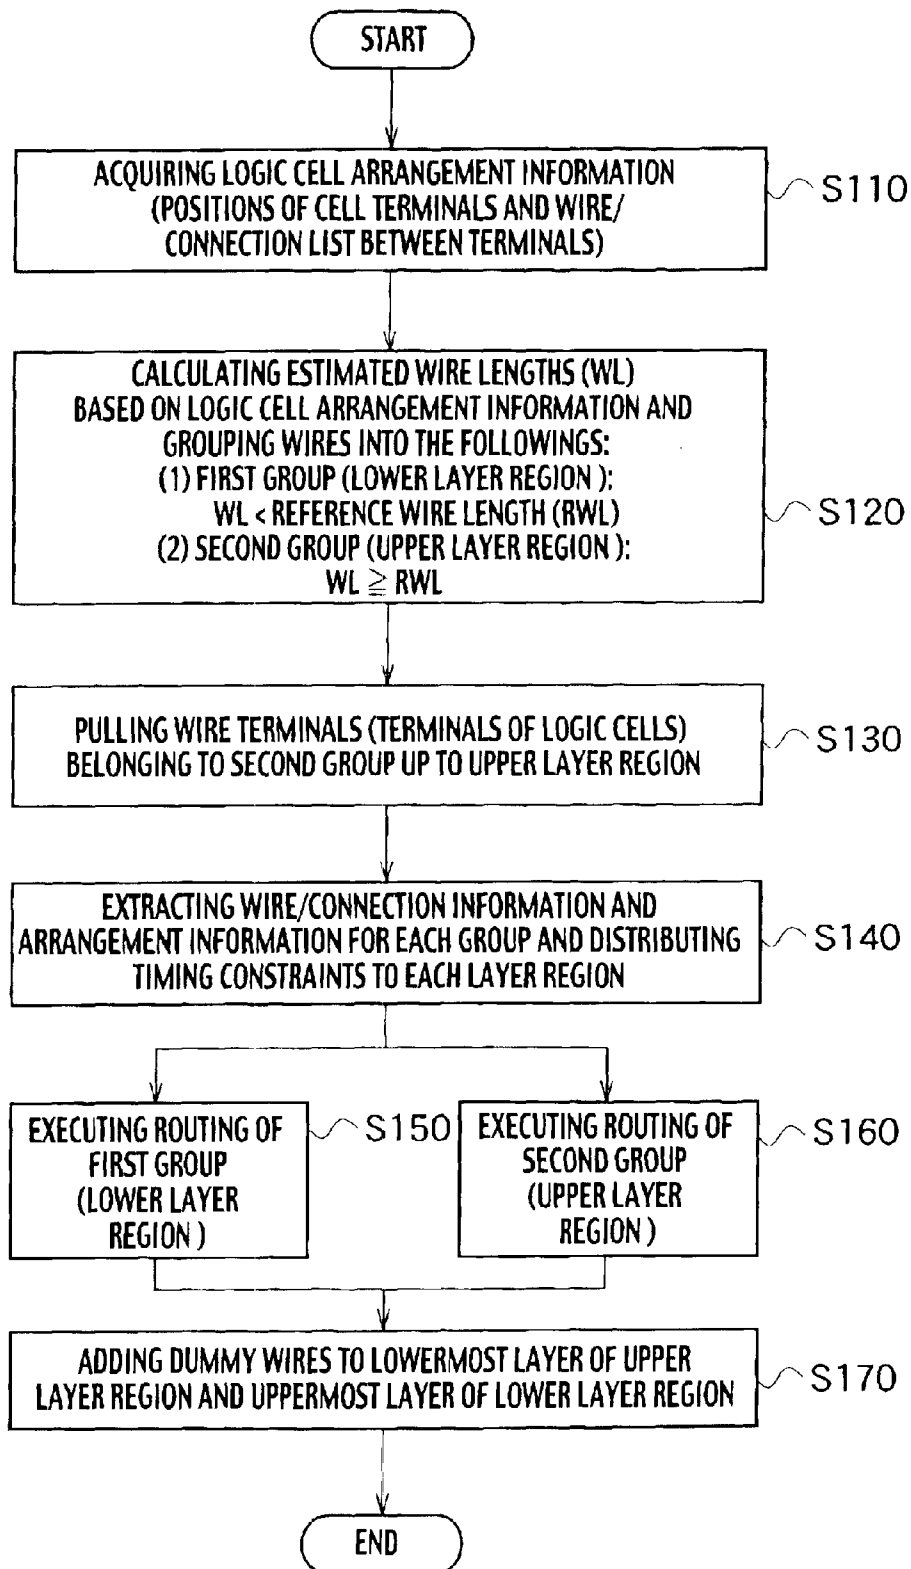 START
ACQUIRING LOGIC CELL ARRANGEMENT INFORMATION
(POSITIONS OF CELL TERMINALS AND WIRE/
CONNECTION LIST BETWEEN TERMINALS)
S110
CALCULATING ESTIMATED WIRE LENGTHS (WL)
BASED ON LOGIC CELL ARRANGEMENT INFORMATION AND
GROUPING WIRES INTO THE FOLLOWINGS:
(1) FIRST GROUP (LOWER LAYER REGION ):
WL < REFERENCE WIRE LENGTH (RWL)
(2) SECOND GROUP (UPPER LAYER REGION ):
WL ≧ RWL
S120
PULLING WIRE TERMINALS (TERMINALS OF LOGIC CELLS)
BELONGING TO SECOND GROUP UP TO UPPER LAYER REGION
S130
EXTRACTING WIRE/CONNECTION INFORMATION AND
ARRANGEMENT INFORMATION FOR EACH GROUP AND DISTRIBUTING
TIMING CONSTRAINTS TO EACH LAYER REGION
S140
EXECUTING ROUTING OF
FIRST GROUP
(LOWER LAYER
REGION )
S150
EXECUTING ROUTING OF
SECOND GROUP
(UPPER LAYER
REGION )
S160
ADDING DUMMY WIRES TO LOWERMOST LAYER OF UPPER
LAYER REGION AND UPPERMOST LAYER OF LOWER LAYER REGION
S170
END